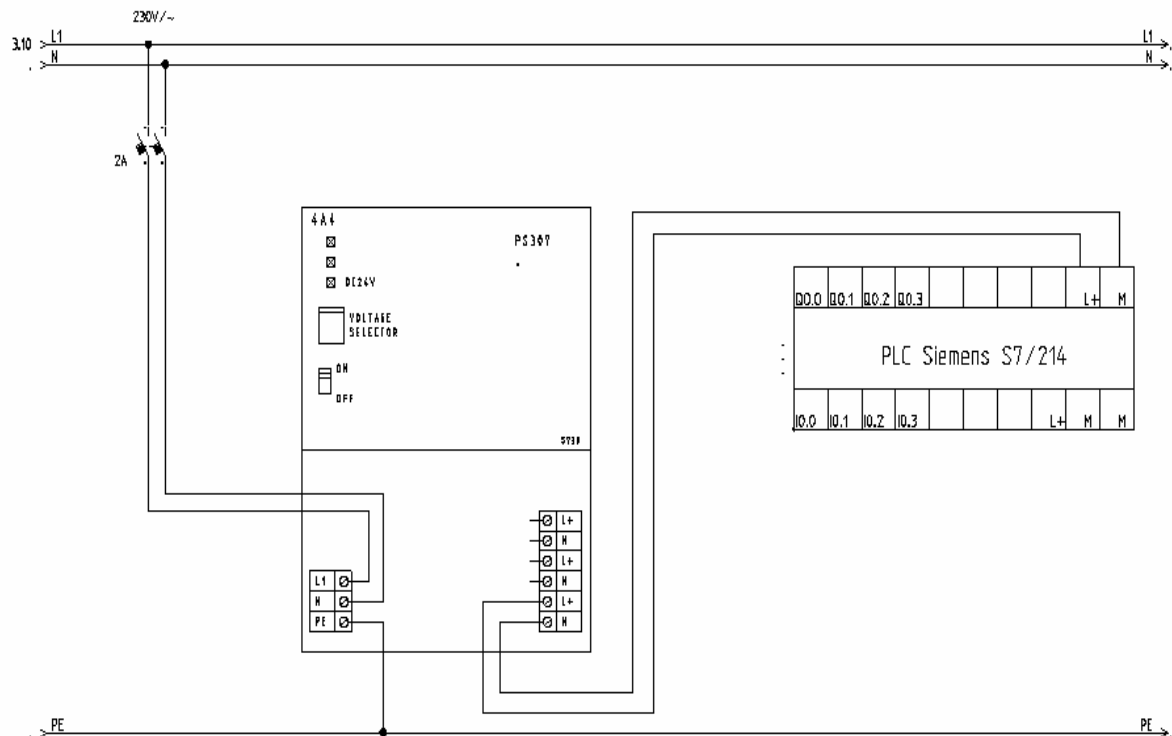 230V/~
3.10 L1 L1
N N
2A
4A4
PS307
DC24V
VOLTAGE
SELECTOR
ON
OFF
Q0.0 Q0.1 Q0.2 Q0.3 L+ M
PLC Siemens S7/214
I0.0 I0.1 I0.2 I0.3 L+ M M
L+
N
L+
L1 N
N L+
PE N
PE PE